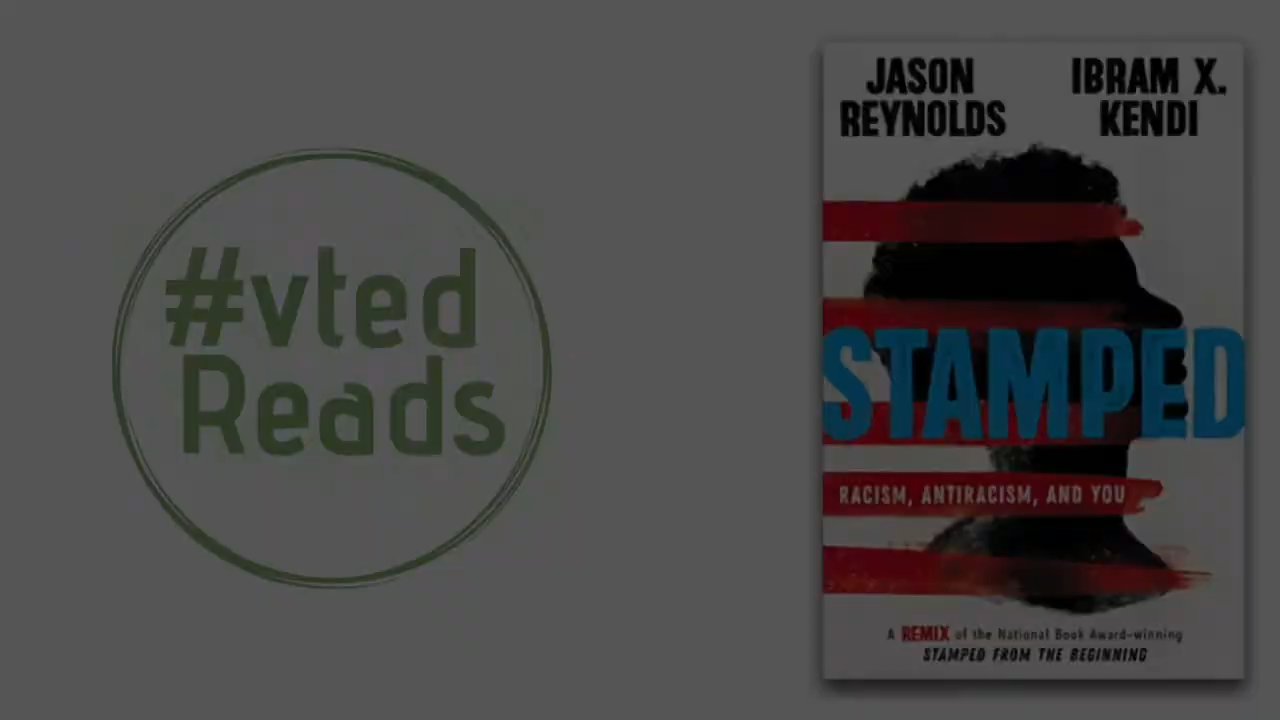 #vted
Reads
JASON
REYNOLDS
IBRAM X.
KENDI
STAMPED
RACISM, ANTIRACISM, AND YOU
A REMIX of the National Book Award-winning
STAMPED FROM THE BEGINNING